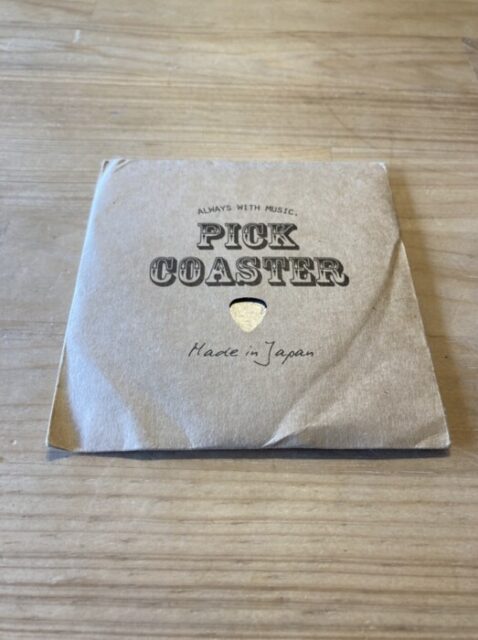 ALWAYS WITH MUSIC.
PICK
COASTER
Made in Japan